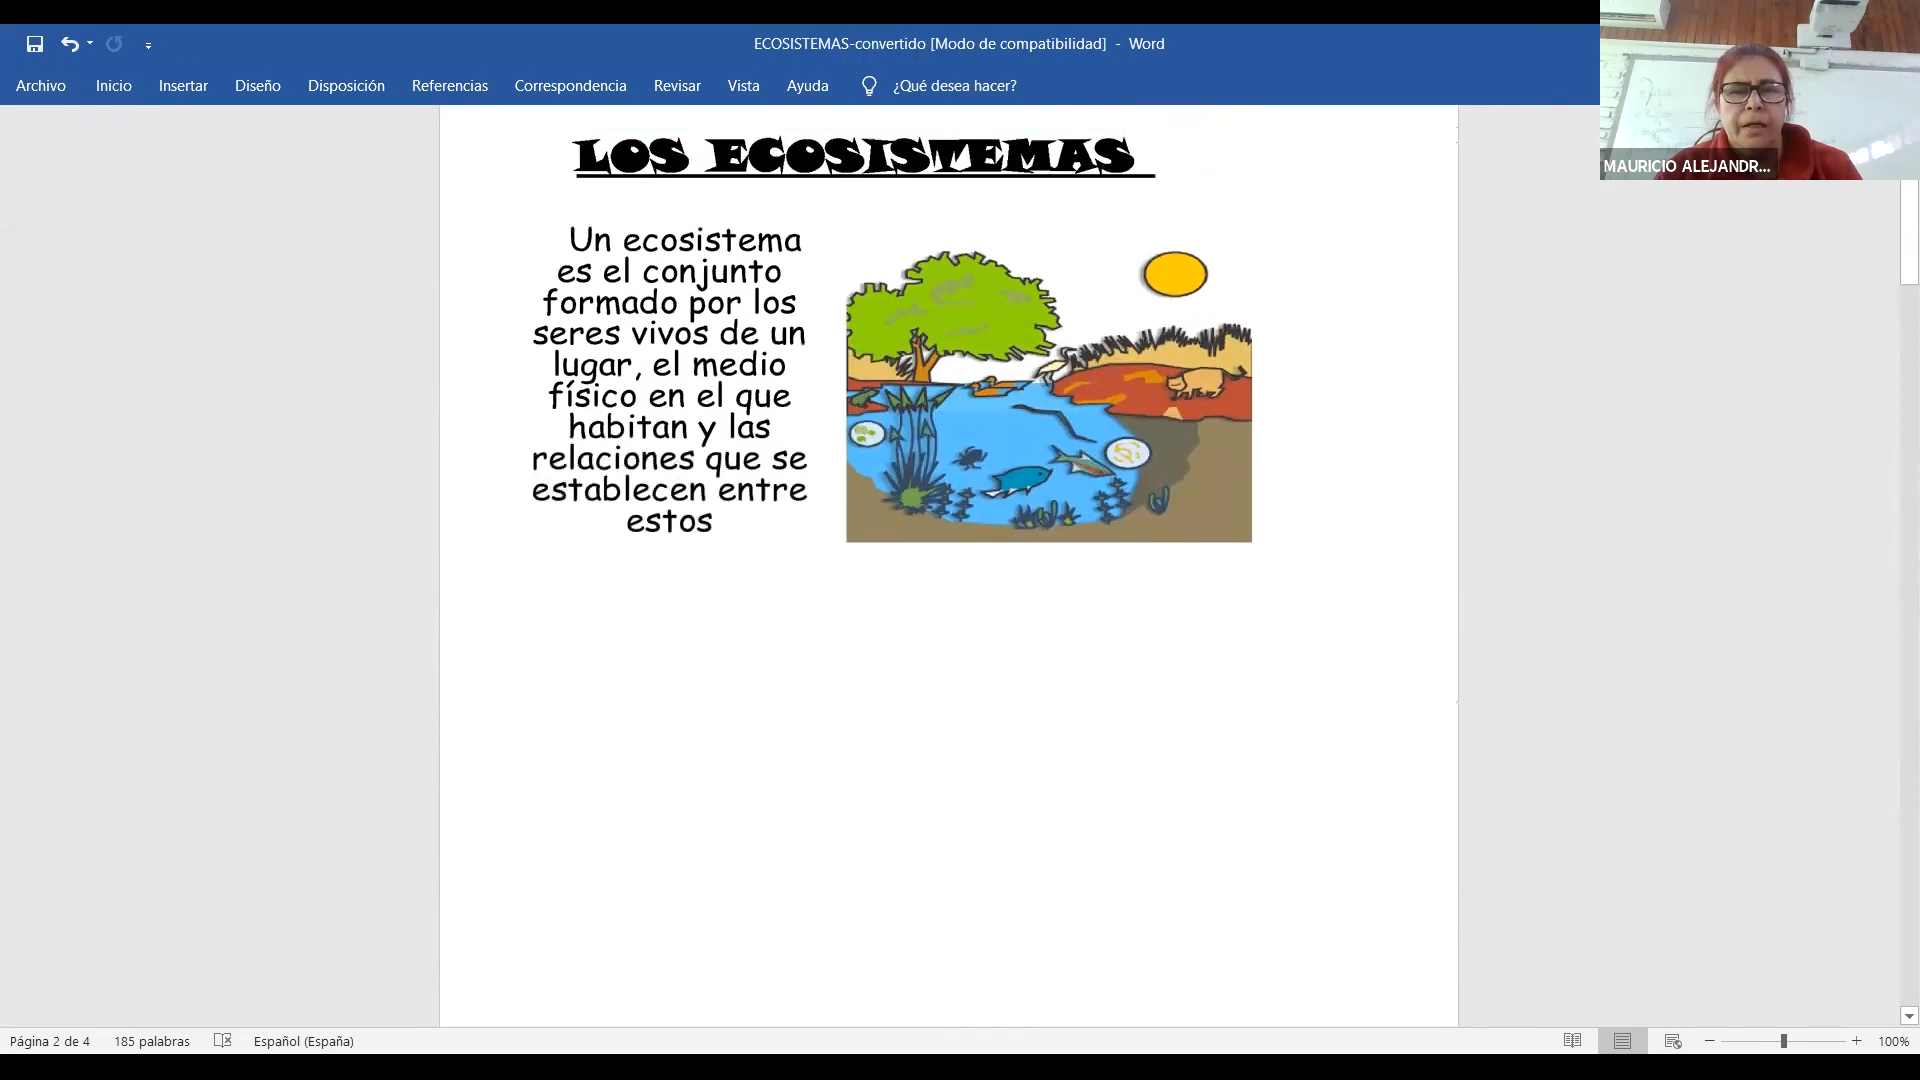 ECOSISTEMAS-convertido [Modo de compatibilidad] - Word
Archivo Inicio Insertar Diseño Disposición Referencias Correspondencia Revisar Vista Ayuda ¿Qué desea hacer?
MAURICIO ALEJANDR...
LOS ECOSISTEMAS
Un ecosistema
es el conjunto
formado por los
seres vivos de un
lugar, el medio
físico en el que
habitan y las
relaciones que se
establecen entre
estos
Página 2 de 4 185 palabras Español (España) 100%